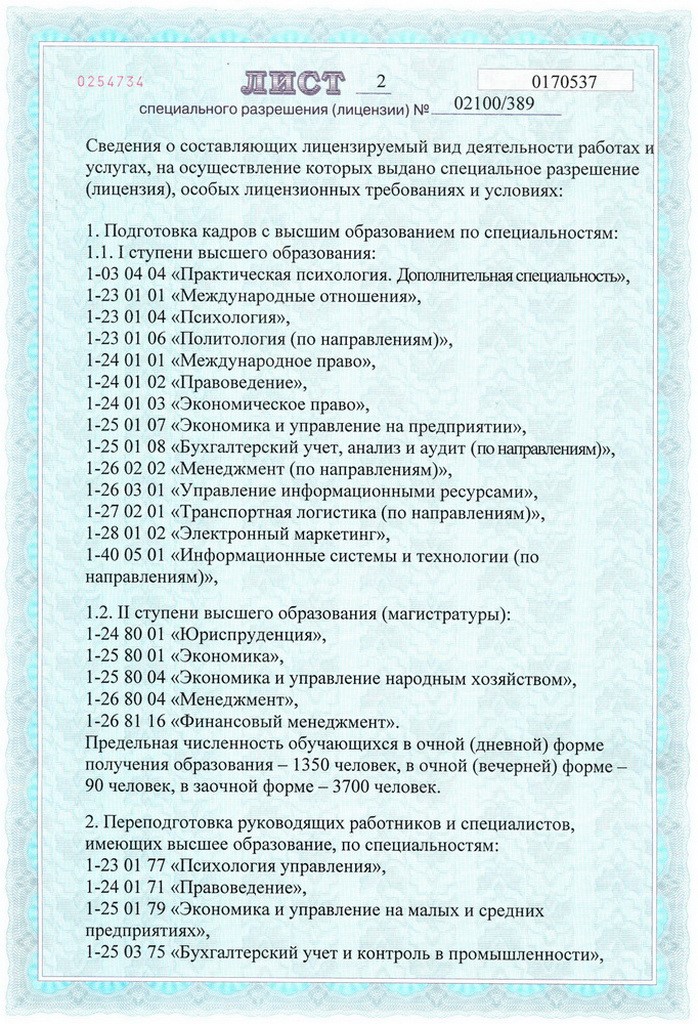 0254734
ЛИСТ 2
0170537
специального разрешения (лицензии) № 02100/389
Сведения о составляющих лицензируемый вид деятельности работах и
услугах, на осуществление которых выдано специальное разрешение
(лицензия), особых лицензионных требованиях и условиях:
1. Подготовка кадров с высшим образованием по специальностям:
1.1. I ступени высшего образования:
1-03 04 04 «Практическая психология. Дополнительная специальность»,
1-23 01 01 «Международные отношения»,
1-23 01 04 «Психология»,
1-23 01 06 «Политология (по направлениям)»,
1-24 01 01 «Международное право»,
1-24 01 02 «Правоведение»,
1-24 01 03 «Экономическое право»,
1-25 01 07 «Экономика и управление на предприятии»,
1-25 01 08 «Бухгалтерский учет, анализ и аудит (по направлениям)»,
1-26 02 02 «Менеджмент (по направлениям)»,
1-26 03 01 «Управление информационными ресурсами»,
1-27 02 01 «Транспортная логистика (по направлениям)»,
1-28 01 02 «Электронный маркетинг»,
1-40 05 01 «Информационные системы и технологии (по
направлениям)»,
1.2. II ступени высшего образования (магистратуры):
1-24 80 01 «Юриспруденция»,
1-25 80 01 «Экономика»,
1-25 80 04 «Экономика и управление народным хозяйством»,
1-26 80 04 «Менеджмент»,
1-26 81 16 «Финансовый менеджмент».
Предельная численность обучающихся в очной (дневной) форме
получения образования – 1350 человек, в очной (вечерней) форме –
90 человек, в заочной форме – 3700 человек.
2. Переподготовка руководящих работников и специалистов,
имеющих высшее образование, по специальностям:
1-23 01 77 «Психология управления»,
1-24 01 71 «Правоведение»,
1-25 01 79 «Экономика и управление на малых и средних
предприятиях»,
1-25 03 75 «Бухгалтерский учет и контроль в промышленности»,